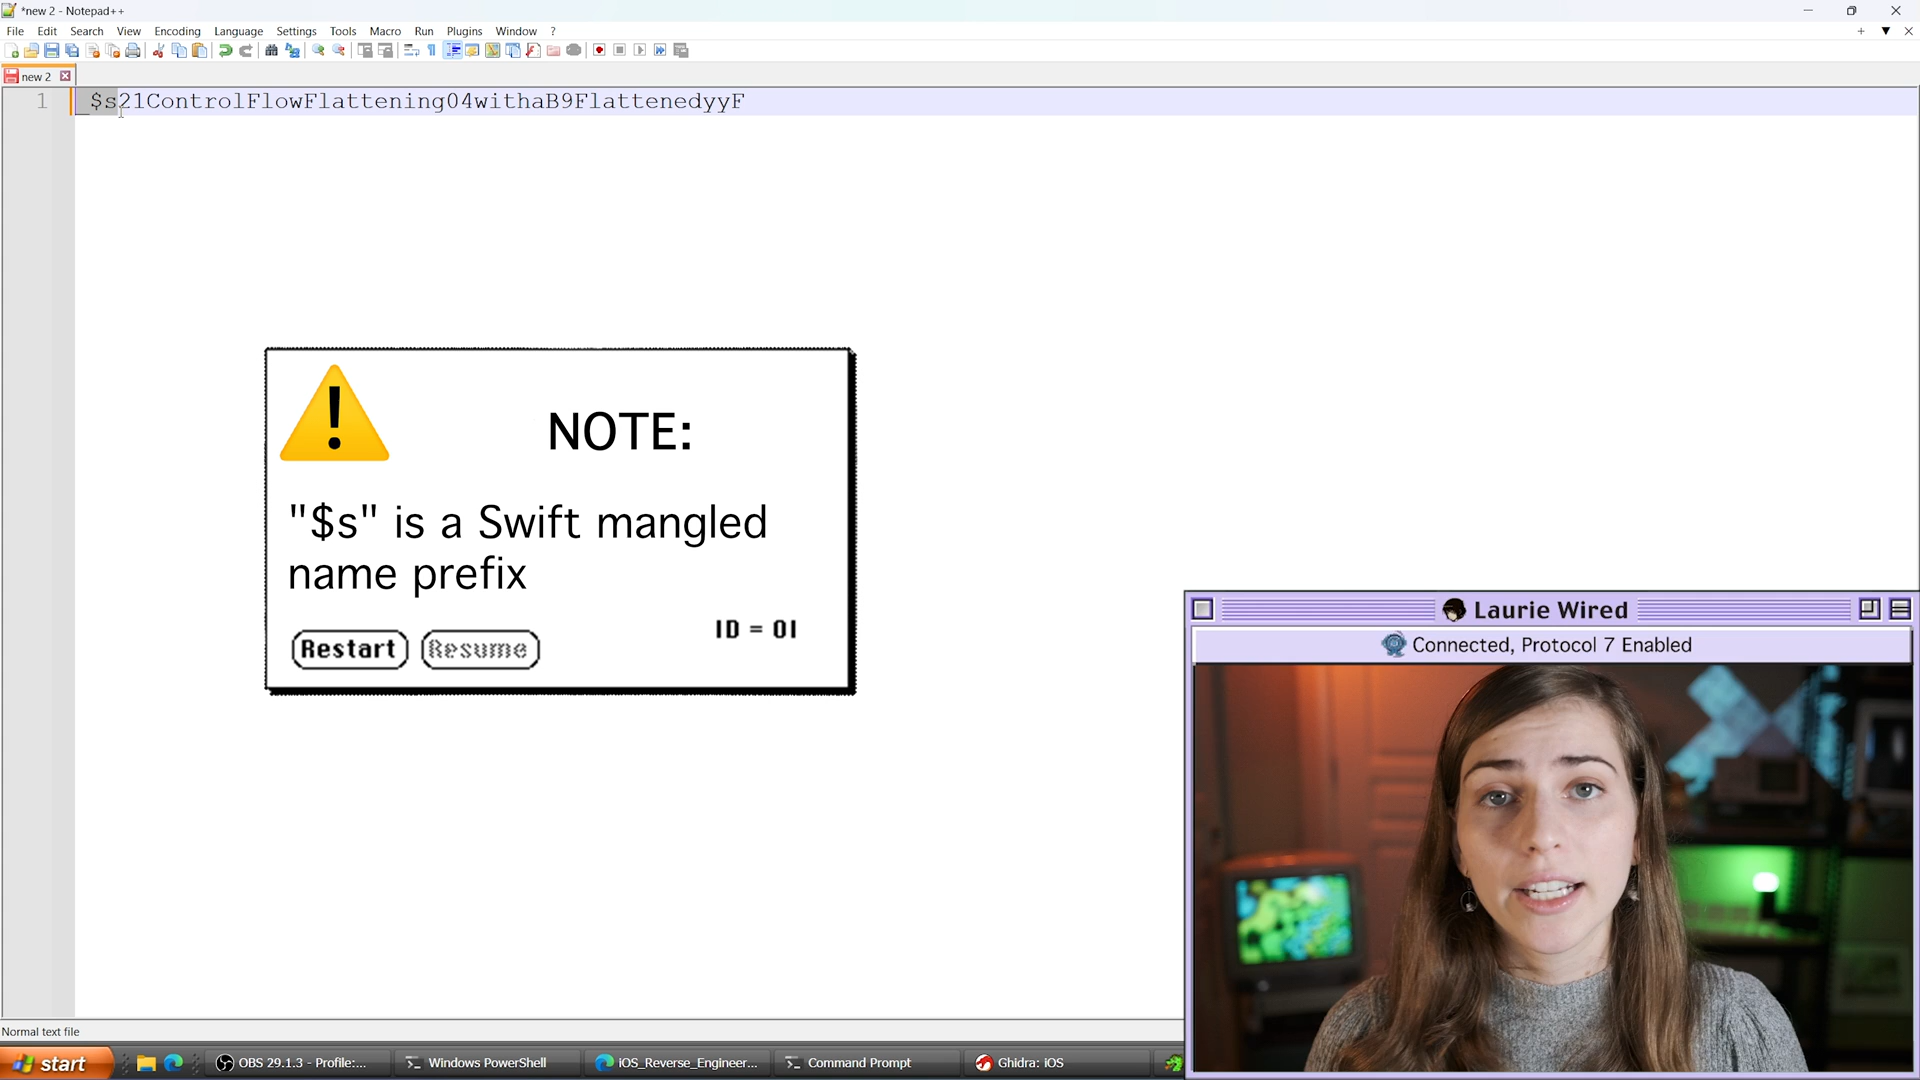 *new 2 - Notepad++
File Edit Search View Encoding Language Settings Tools Macro Run Plugins Window ?
new 2
1 _$s21ControlFlowFlattening04withaB9FlattenedyyF
NOTE:
"$s" is a Swift mangled
name prefix
ID = 01
Restart Resume
Laurie Wired
Connected, Protocol 7 Enabled
Normal text file
start OBS 29.1.3 - Profile:... Windows PowerShell iOS_Reverse_Engineer... Command Prompt Ghidra: iOS